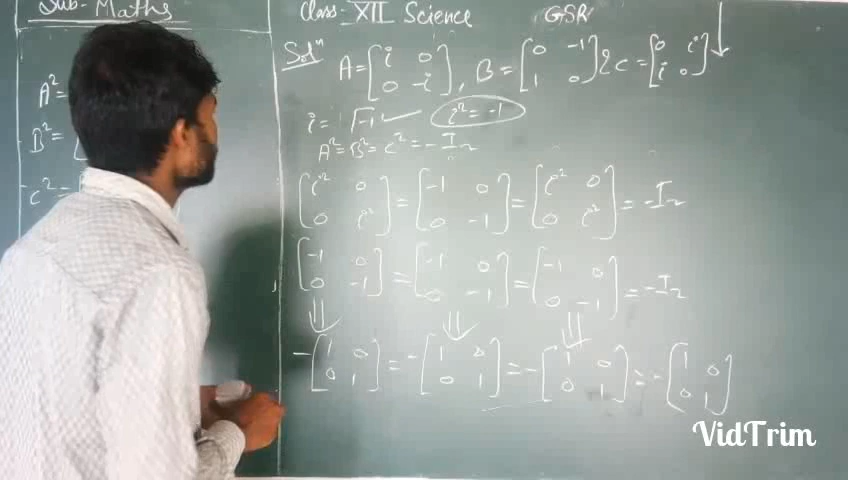 Sub- Maths
Class:- XII Science GSR
A²=
B²=
C²=
Solⁿ
A = [i 0; 0 -i], B = [0 -1; 1 0] & C = [0 i; i 0]
i = √-1 i² = -1
A² = B² = C² = -I₂
[i² 0; 0 i²] = [-1 0; 0 -1] = [i² 0; 0 i²] = -I₂
[-1 0; 0 -1] = [-1 0; 0 -1] = [-1 0; 0 -1] = -I₂
-[1 0; 0 1] = -[1 0; 0 1] = -[1 0; 0 1] = -[1 0; 0 1]
VidTrim